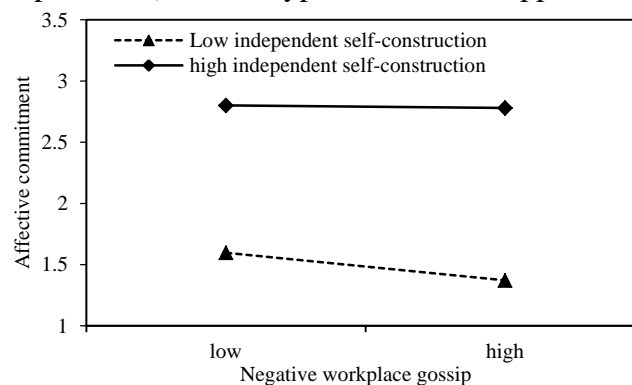 3.5
Low independent self-construction
high independent self-construction
3
2.5
2
1.5
1
Affective commitment
low
high
Negative workplace gossip